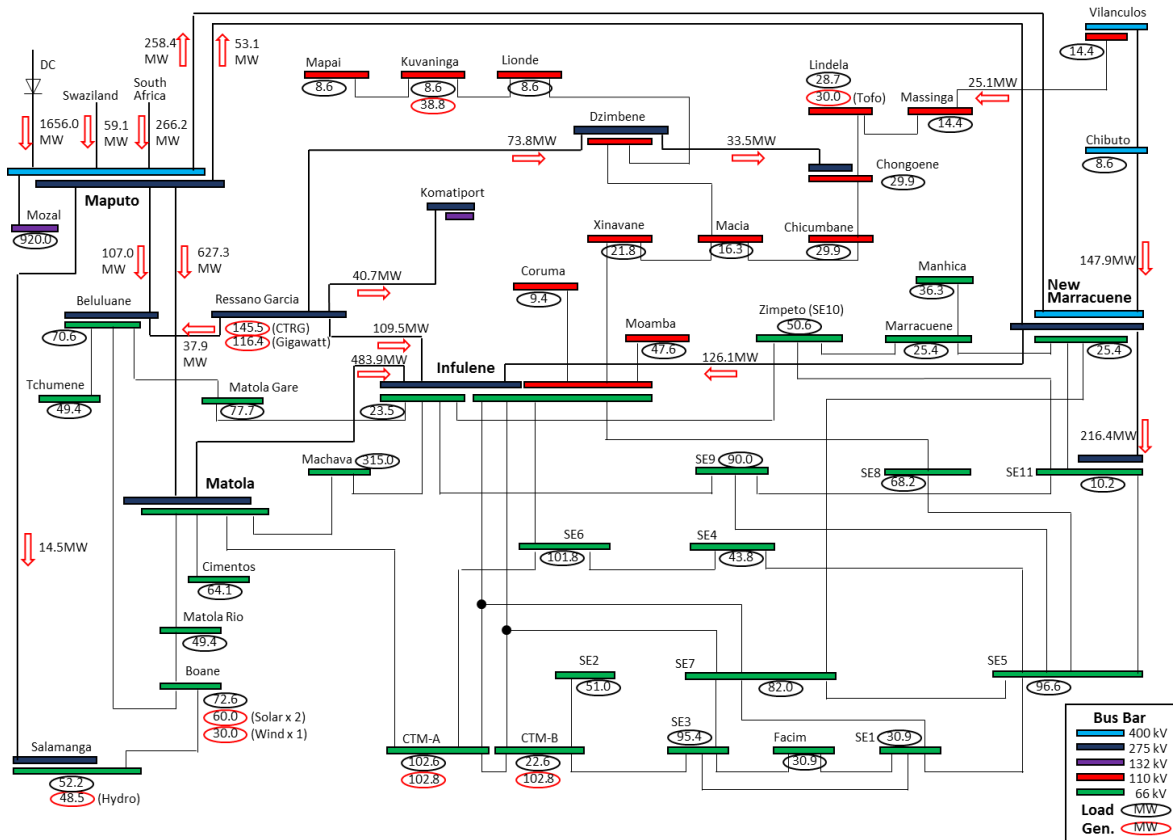 258.4
MW
53.1
MW
DC
Swaziland
South
Africa
1656.0
MW
59.1
MW
266.2
MW
Maputo
Mozal
920.0
107.0
MW
627.3
MW
Mapai
8.6
Kuvaninga
8.6
38.8
Lionde
8.6
Lindela
28.7
30.0 (Tofo)
Massinga
14.4
25.1MW
Vilanculos
14.4
Chibuto
8.6
73.8MW
Dzimbene
33.5MW
Chongoene
29.9
Komatiport
Xinavane
21.8
Macia
16.3
Chicumbane
29.9
147.9MW
40.7MW
Coruma
9.4
Manhica
36.3
New
Marracuene
25.4
Beluluane
70.6
Ressano Garcia
145.5 (CTRG)
116.4 (Gigawatt)
37.9
MW
109.5MW
Moamba
47.6
Zimpeto (SE10)
50.6
Marracuene
25.4
483.9MW
Infulene
23.5
126.1MW
Tchumene
49.4
Matola Gare
77.7
216.4MW
Machava
315.0
SE9
90.0
SE8
68.2
SE11
10.2
Matola
14.5MW
SE6
101.8
SE4
43.8
Cimentos
64.1
Matola Rio
49.4
Boane
72.6
60.0 (Solar x 2)
30.0 (Wind x 1)
SE2
51.0
SE7
82.0
SE5
96.6
Salamanga
52.2
48.5 (Hydro)
CTM-A
102.6
102.8
CTM-B
22.6
102.8
SE3
95.4
Facim
30.9
SE1
30.9
Bus Bar
400 kV
275 kV
132 kV
110 kV
66 kV
Load MW
Gen. MW